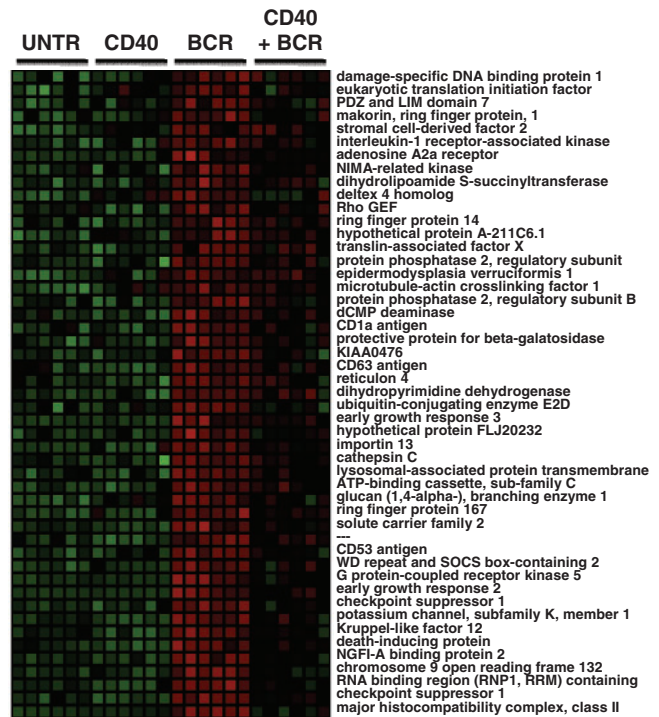 UNTR CD40 BCR CD40 + BCR
damage-specific DNA binding protein 1
eukaryotic translation initiation factor
PDZ and LIM domain 7
makorin, ring finger protein, 1
stromal cell-derived factor 2
interleukin-1 receptor-associated kinase
adenosine A2a receptor
NIMA-related kinase
dihydrolipoamide S-succinyltransferase
deltex 4 homolog
Rho GEF
ring finger protein 14
hypothetical protein A-211C6.1
translin-associated factor X
protein phosphatase 2, regulatory subunit
epidermodysplasia verruciformis 1
microtubule-actin crosslinking factor 1
protein phosphatase 2, regulatory subunit B
dCMP deaminase
CD1a antigen
protective protein for beta-galatosidase
KIAA0476
CD63 antigen
reticulon 4
dihydropyrimidine dehydrogenase
ubiquitin-conjugating enzyme E2D
early growth response 3
hypothetical protein FLJ20232
importin 13
cathepsin C
lysosomal-associated protein transmembrane
ATP-binding cassette, sub-family C
glucan (1,4-alpha-), branching enzyme 1
ring finger protein 167
solute carrier family 2
---
CD53 antigen
WD repeat and SOCS box-containing 2
G protein-coupled receptor kinase 5
early growth response 2
checkpoint suppressor 1
potassium channel, subfamily K, member 1
Kruppel-like factor 12
death-inducing protein
NGFI-A binding protein 2
chromosome 9 open reading frame 132
RNA binding region (RNP1, RRM) containing
checkpoint suppressor 1
major histocompatibility complex, class II